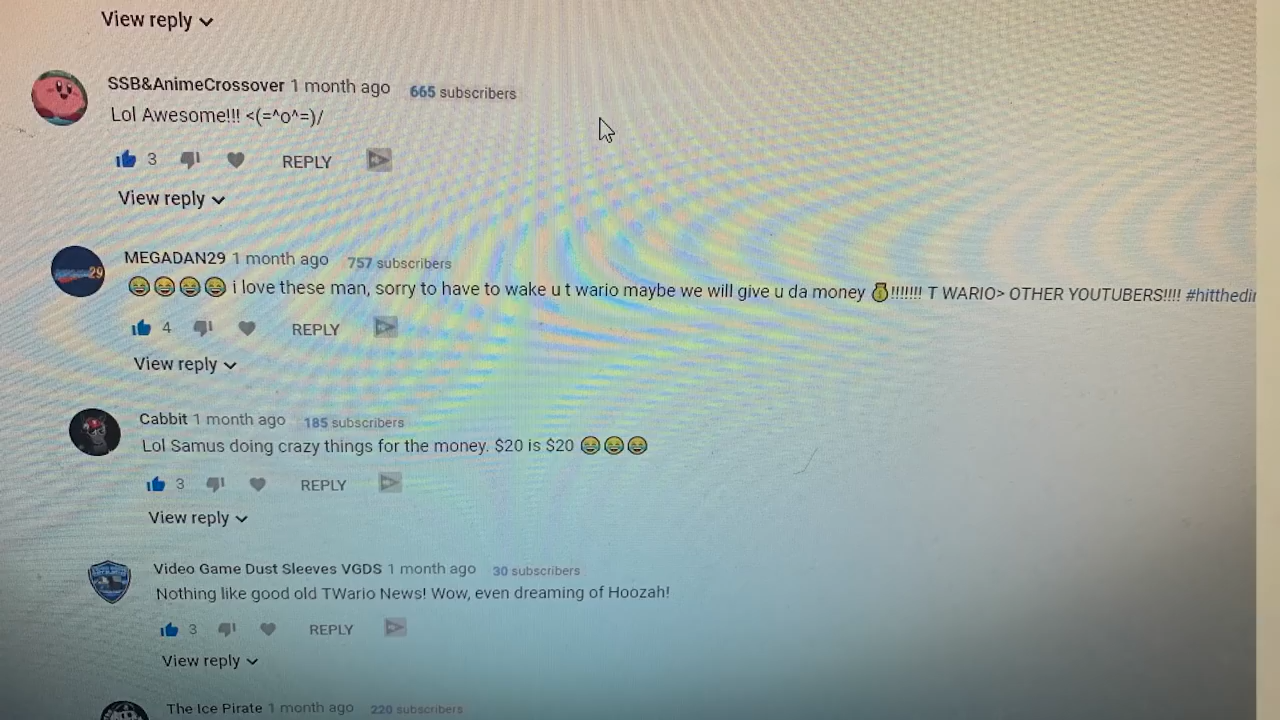 View reply
SSB&AnimeCrossover 1 month ago 665 subscribers
Lol Awesome!!! <(=^o^=)/
3 REPLY
View reply
29
MEGADAN29 1 month ago 757 subscribers
😂😂😂😂 i love these man, sorry to have to wake u t wario maybe we will give u da money 💰!!!!!!! T WARIO> OTHER YOUTUBERS!!!! #hitthedin
4 REPLY
View reply
Cabbit 1 month ago 185 subscribers
Lol Samus doing crazy things for the money. $20 is $20 😂😂😂
3 REPLY
View reply
Video Game Dust Sleeves VGDS 1 month ago 30 subscribers
Nothing like good old TWario News! Wow, even dreaming of Hoozah!
3 REPLY
View reply
The Ice Pirate 1 month ago 220 subscribers